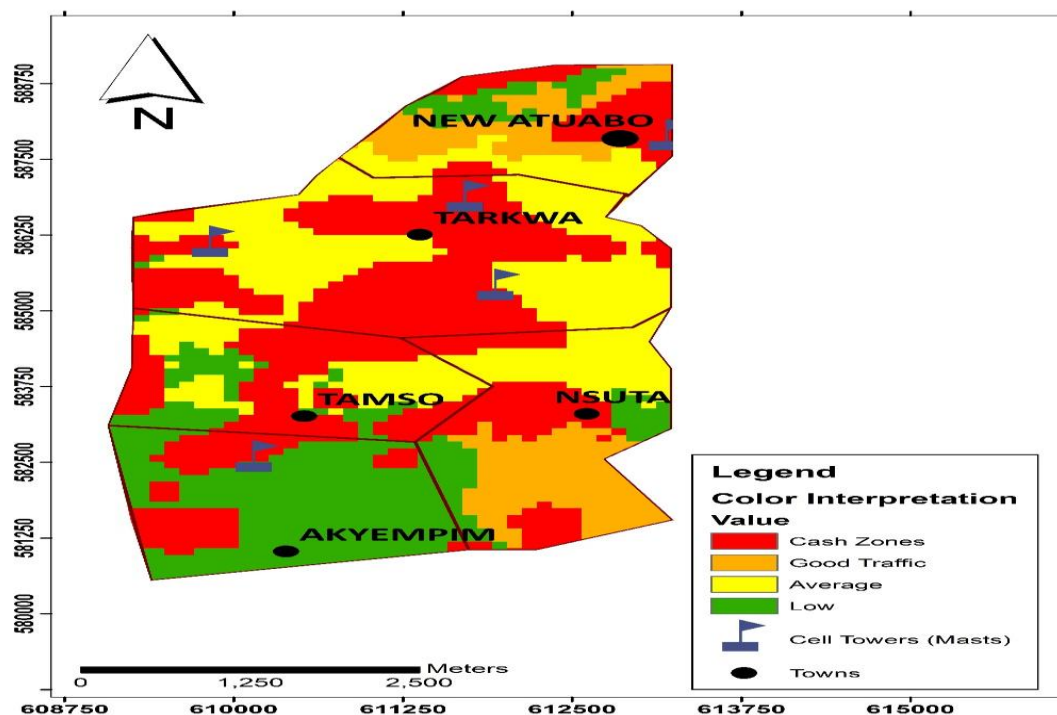 588750
587500
586250
585000
583750
582500
581250
580000
N
NEW ATUABO
TARKWA
TAMSO
NSUTA
AKYEMPIM
Legend
Color Interpretation
Value
Cash Zones
Good Traffic
Average
Low
Cell Towers (Masts)
Towns
Meters
0 1,250 2,500
608750 610000 611250 612500 613750 615000